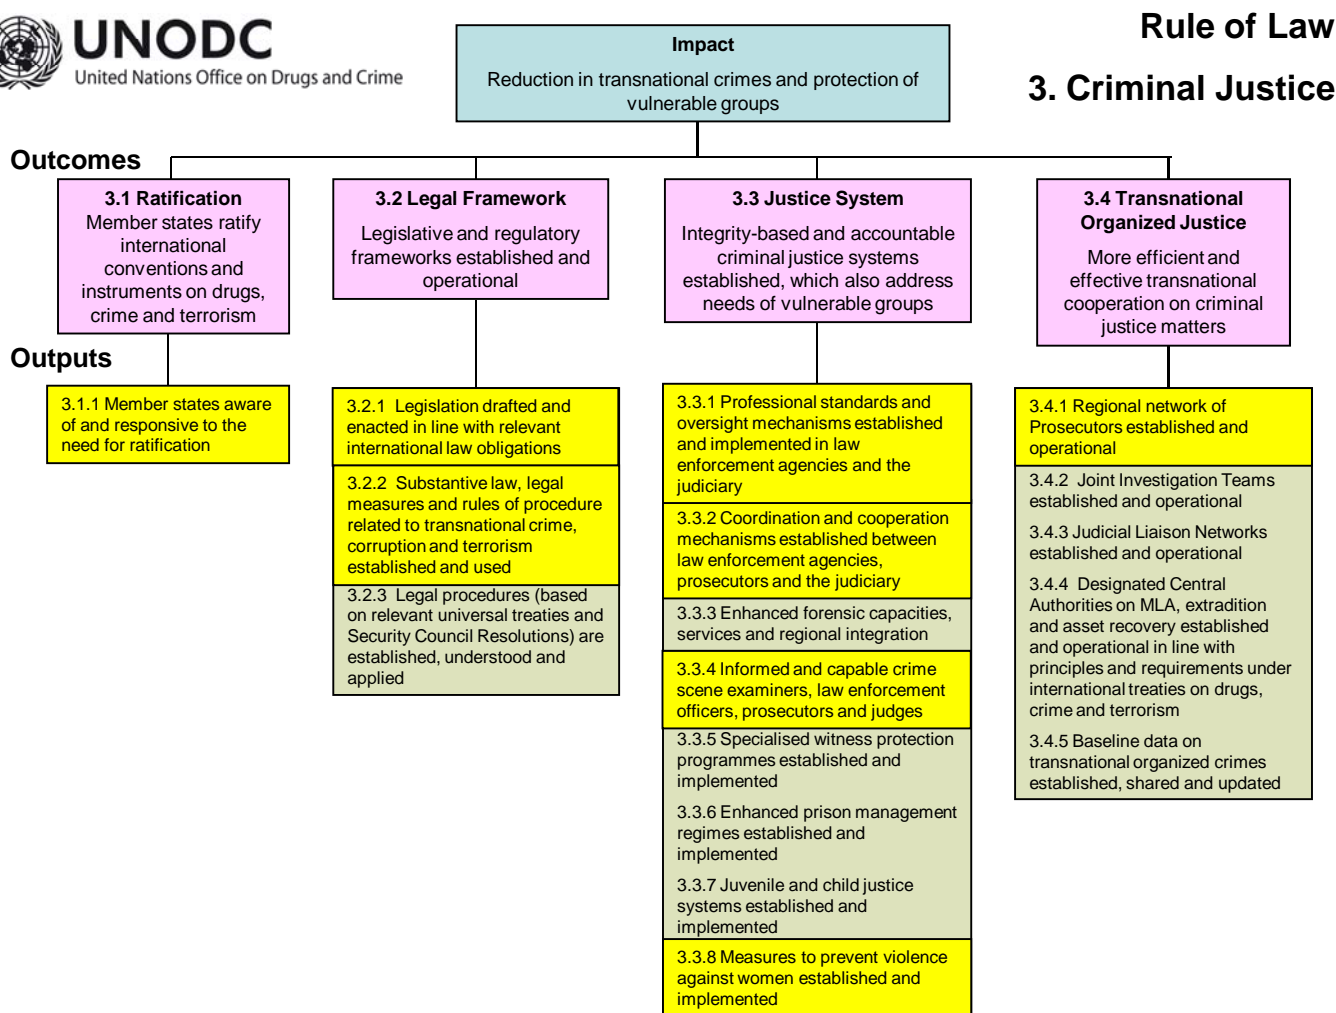 UNODC
United Nations Office on Drugs and Crime
Rule of Law
3. Criminal Justice
Impact
Reduction in transnational crimes and protection of
vulnerable groups
Outcomes
3.1 Ratification
Member states ratify
international
conventions and
instruments on drugs,
crime and terrorism
3.2 Legal Framework
Legislative and regulatory
frameworks established and
operational
3.3 Justice System
Integrity-based and accountable
criminal justice systems
established, which also address
needs of vulnerable groups
3.4 Transnational
Organized Justice
More efficient and
effective transnational
cooperation on criminal
justice matters
Outputs
3.1.1 Member states aware
of and responsive to the
need for ratification
3.2.1 Legislation drafted and
enacted in line with relevant
international law obligations
3.2.2 Substantive law, legal
measures and rules of procedure
related to transnational crime,
corruption and terrorism
established and used
3.2.3 Legal procedures (based
on relevant universal treaties and
Security Council Resolutions) are
established, understood and
applied
3.3.1 Professional standards and
oversight mechanisms established
and implemented in law
enforcement agencies and the
judiciary
3.3.2 Coordination and cooperation
mechanisms established between
law enforcement agencies,
prosecutors and the judiciary
3.3.3 Enhanced forensic capacities,
services and regional integration
3.3.4 Informed and capable crime
scene examiners, law enforcement
officers, prosecutors and judges
3.3.5 Specialised witness protection
programmes established and
implemented
3.3.6 Enhanced prison management
regimes established and
implemented
3.3.7 Juvenile and child justice
systems established and
implemented
3.3.8 Measures to prevent violence
against women established and
implemented
3.4.1 Regional network of
Prosecutors established and
operational
3.4.2 Joint Investigation Teams
established and operational
3.4.3 Judicial Liaison Networks
established and operational
3.4.4 Designated Central
Authorities on MLA, extradition
and asset recovery established
and operational in line with
principles and requirements under
international treaties on drugs,
crime and terrorism
3.4.5 Baseline data on
transnational organized crimes
established, shared and updated